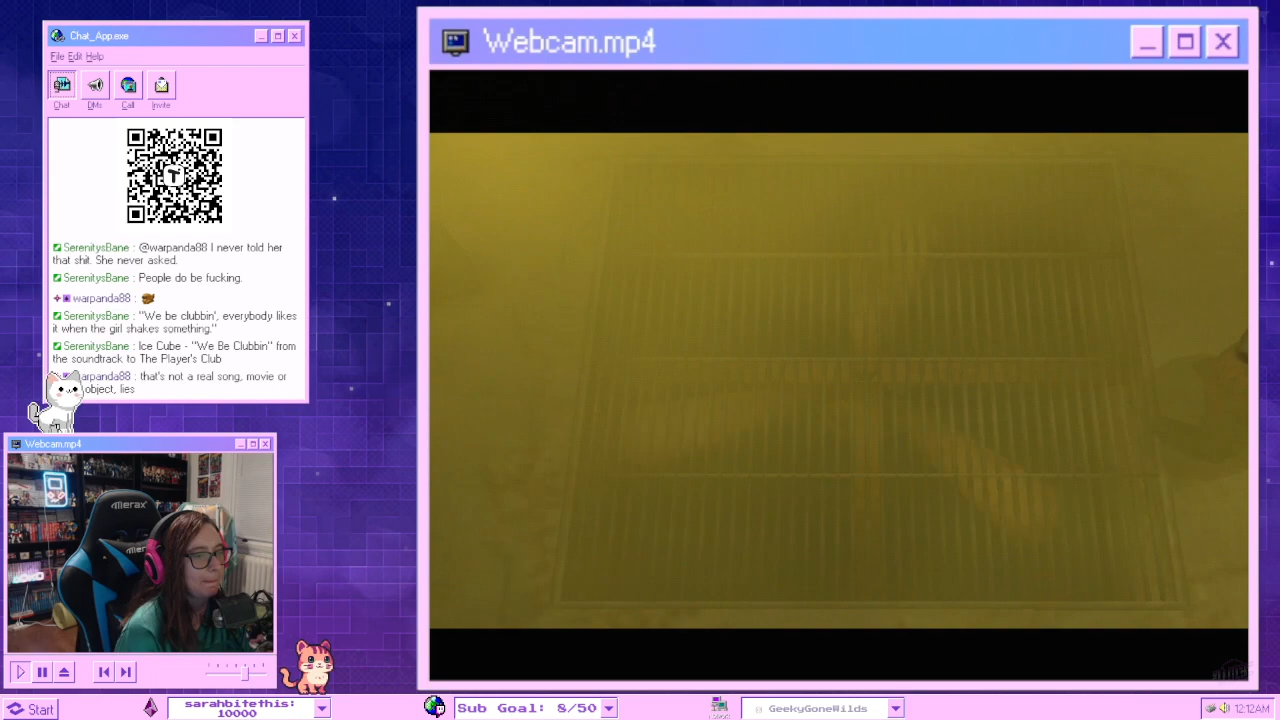 Chat_App.exe
File Edit Help
Chat DMs Call Invite
SerenitysBane : @warpanda88 I never told her
that shit. She never asked.
SerenitysBane : People do be fucking.
warpanda88 :
SerenitysBane : "We be clubbin', everybody likes
it when the girl shakes something."
SerenitysBane : Ice Cube - "We Be Clubbin" from
the soundtrack to The Player's Club
arpanda88 : that's not a real song, movie or
object, lies
Webcam.mp4
merax
me
Webcam.mp4
Start
sarahbitethis:
10000
Sub Goal: 8/50
@ GeekyGoneWilds
12:12AM